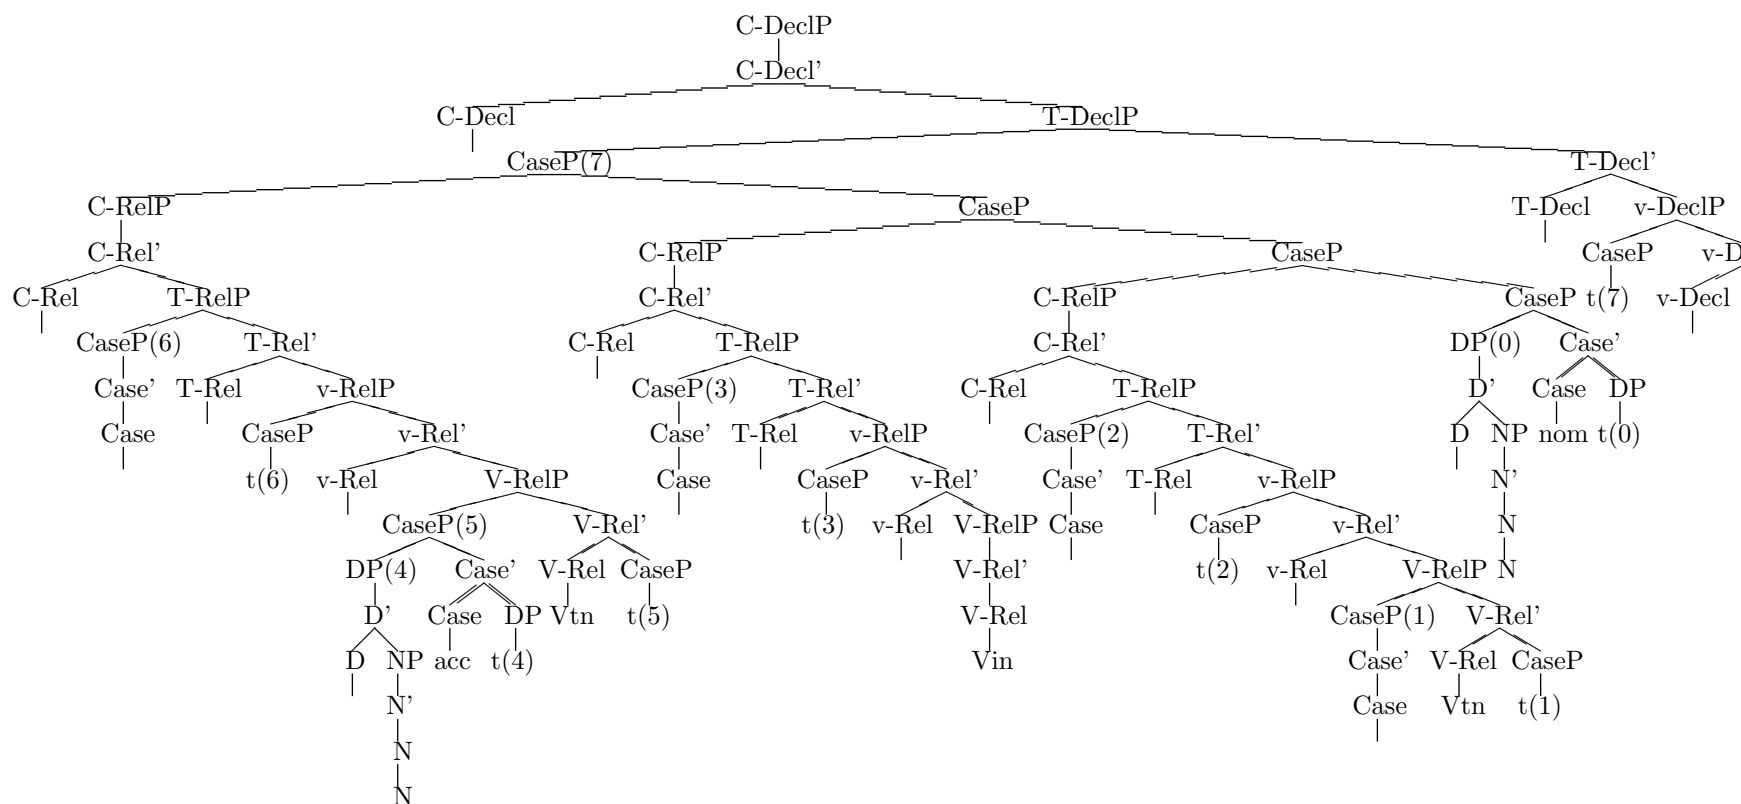 C-DeclP
C-Decl’
C-Decl T-DeclP
CaseP(7) T-Decl’
C-RelP CaseP T-Decl v-DeclP
C-Rel’ C-RelP CaseP CaseP v-D
C-Rel T-RelP C-Rel’ C-RelP CaseP t(7) v-Decl
CaseP(6) T-Rel’ C-Rel T-RelP C-Rel’ DP(0) Case’
Case’ T-Rel v-RelP CaseP(3) T-Rel’ C-Rel T-RelP D’ Case DP
Case CaseP v-Rel’ Case’ T-Rel v-RelP CaseP(2) T-Rel’ D NP nom t(0)
t(6) v-Rel V-RelP Case CaseP v-Rel’ Case’ T-Rel v-RelP N’
CaseP(5) V-Rel’ t(3) v-Rel V-RelP Case CaseP v-Rel’ N
DP(4) Case’ V-Rel CaseP V-Rel’ t(2) v-Rel V-RelP N
D’ Case DP Vtn t(5) V-Rel CaseP(1) V-Rel’
D NP acc t(4) Vin Case’ V-Rel CaseP
N’ Case Vtn t(1)
N
N